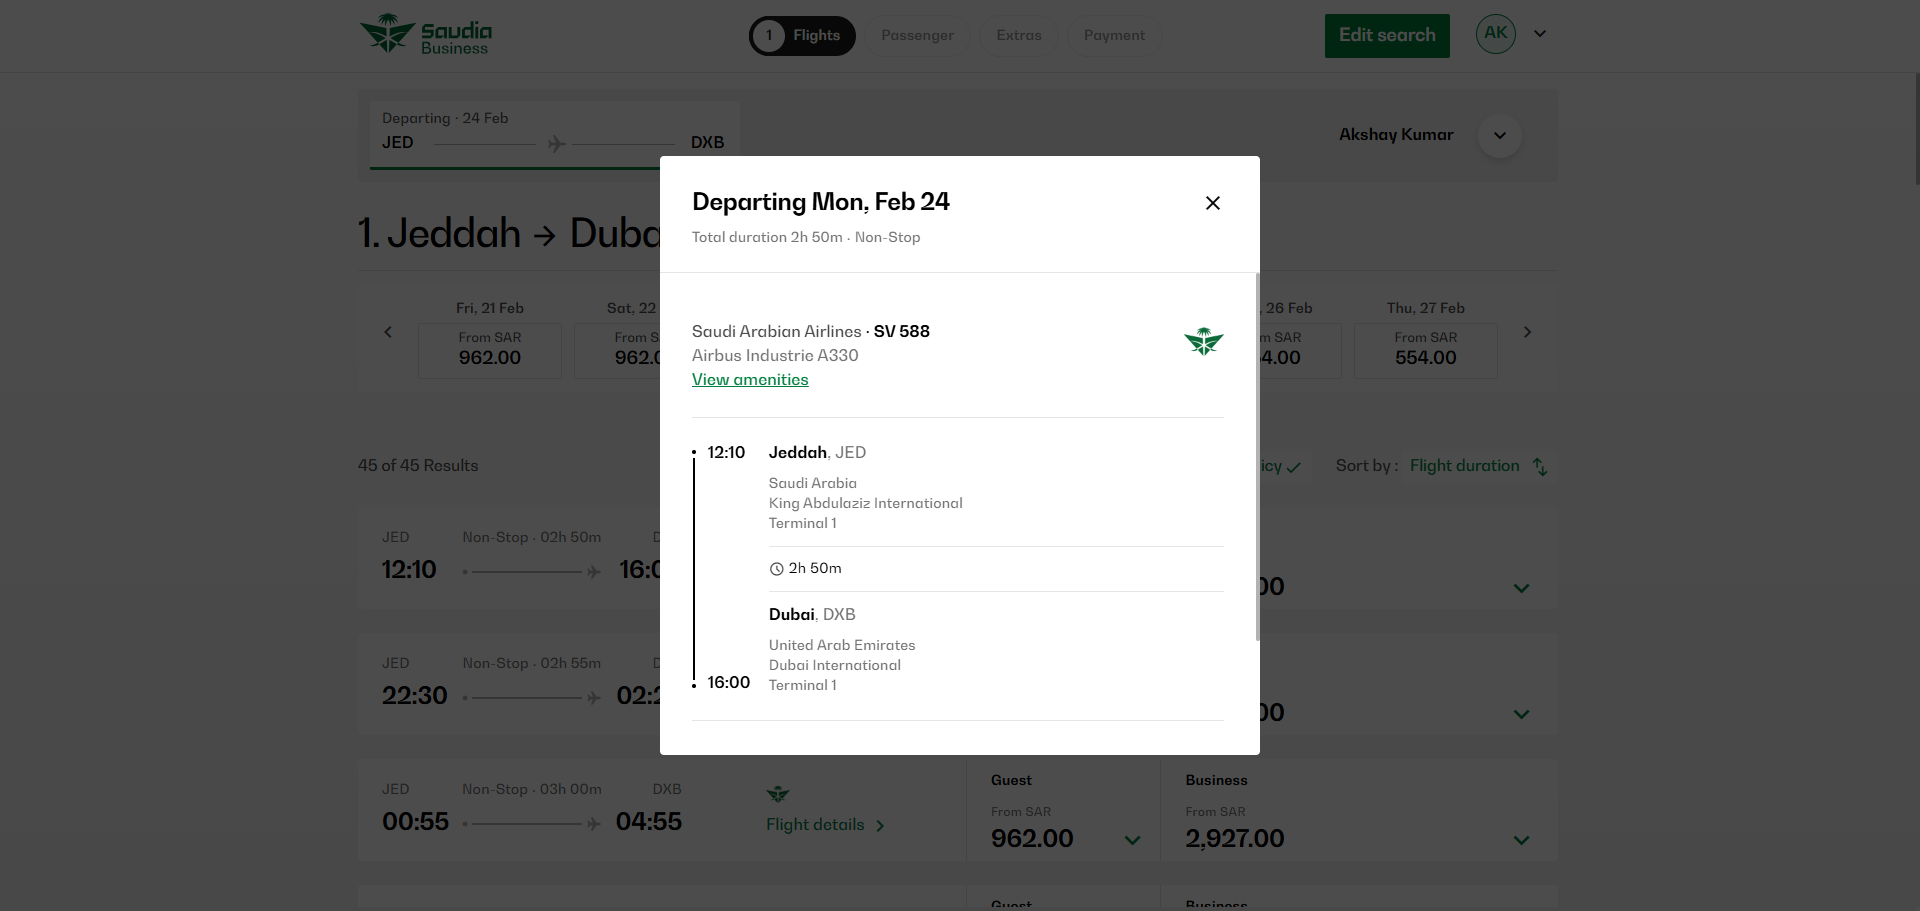 Saudia
Business
1 Flights
Passenger
Extras
Payment
Edit search
AK
Departing · 24 Feb
JED
DXB
Akshay Kumar
1. Jeddah → Duba
Departing Mon, Feb 24
Total duration 2h 50m · Non-Stop
Fri, 21 Feb
From SAR
962.00
Sat, 22
From S
962.0
, 26 Feb
m SAR
4.00
Thu, 27 Feb
From SAR
554.00
Saudi Arabian Airlines · SV 588
Airbus Industrie A330
View amenities
12:10 Jeddah, JED
Saudi Arabia
King Abdulaziz International
Terminal 1
2h 50m
Dubai, DXB
United Arab Emirates
Dubai International
16:00 Terminal 1
45 of 45 Results
icy
Sort by : Flight duration
JED Non-Stop · 02h 50m D
12:10 16:0
00
JED Non-Stop · 02h 55m D
22:30 02:2
00
JED Non-Stop · 03h 00m DXB
00:55 04:55
Flight details
Guest
From SAR
962.00
Business
From SAR
2,927.00
Guest
Business